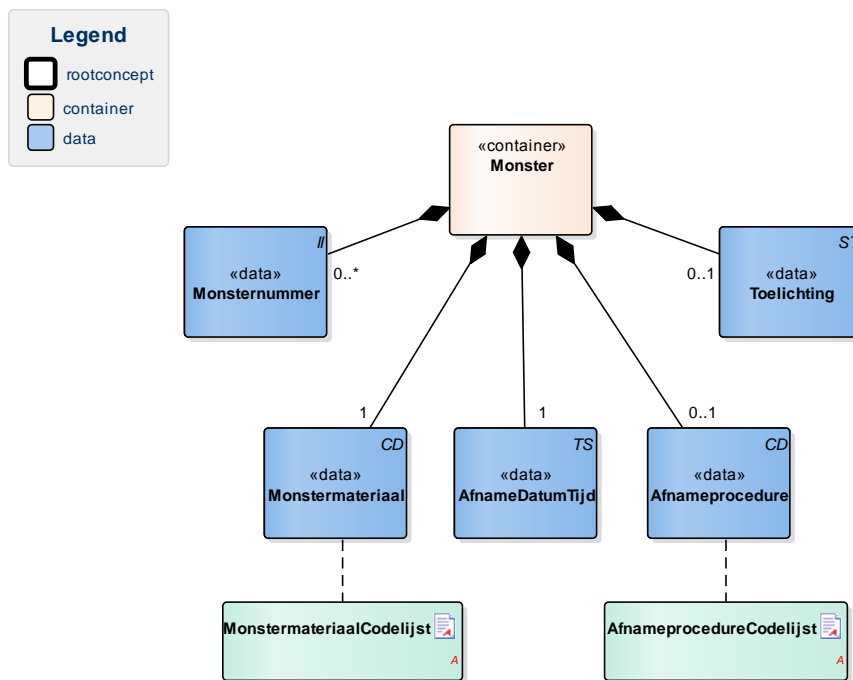 Legend
rootconcept
container
data
«container»
Monster
II
«data»
Monsternummer
0..*
ST
«data»
Toelichting
0..1
1
1
0..1
CD
«data»
Monstermateriaal
TS
«data»
AfnameDatumTijd
CD
«data»
Afnameprocedure
MonstermateriaalCodelijst
A
AfnameprocedureCodelijst
A